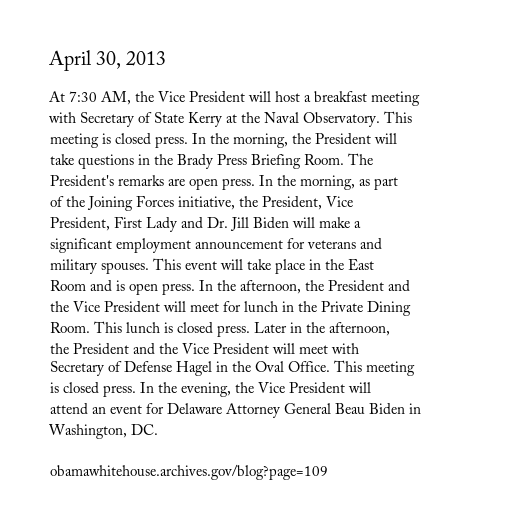 April 30, 2013
At 7:30 AM, the Vice President will host a breakfast meeting
with Secretary of State Kerry at the Naval Observatory. This
meeting is closed press. In the morning, the President will
take questions in the Brady Press Briefing Room. The
President's remarks are open press. In the morning, as part
of the Joining Forces initiative, the President, Vice
President, First Lady and Dr. Jill Biden will make a
significant employment announcement for veterans and
military spouses. This event will take place in the East
Room and is open press. In the afternoon, the President and
the Vice President will meet for lunch in the Private Dining
Room. This lunch is closed press. Later in the afternoon,
the President and the Vice President will meet with
Secretary of Defense Hagel in the Oval Office. This meeting
is closed press. In the evening, the Vice President will
attend an event for Delaware Attorney General Beau Biden in
Washington, DC.
obamawhitehouse.archives.gov/blog?page=109